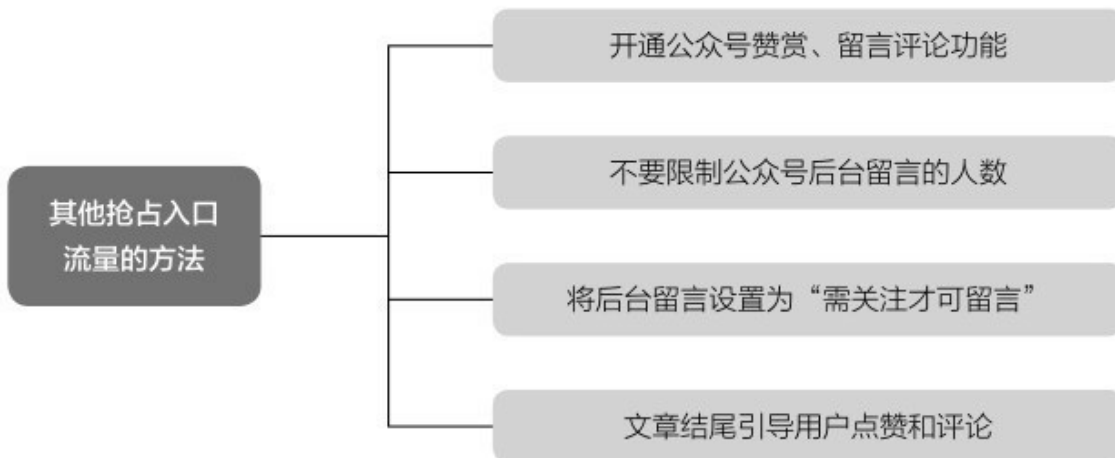 其他抢占入口
流量的方法
开通公众号赞赏、留言评论功能
不要限制公众号后台留言的人数
将后台留言设置为“需关注才可留言”
文章结尾引导用户点赞和评论